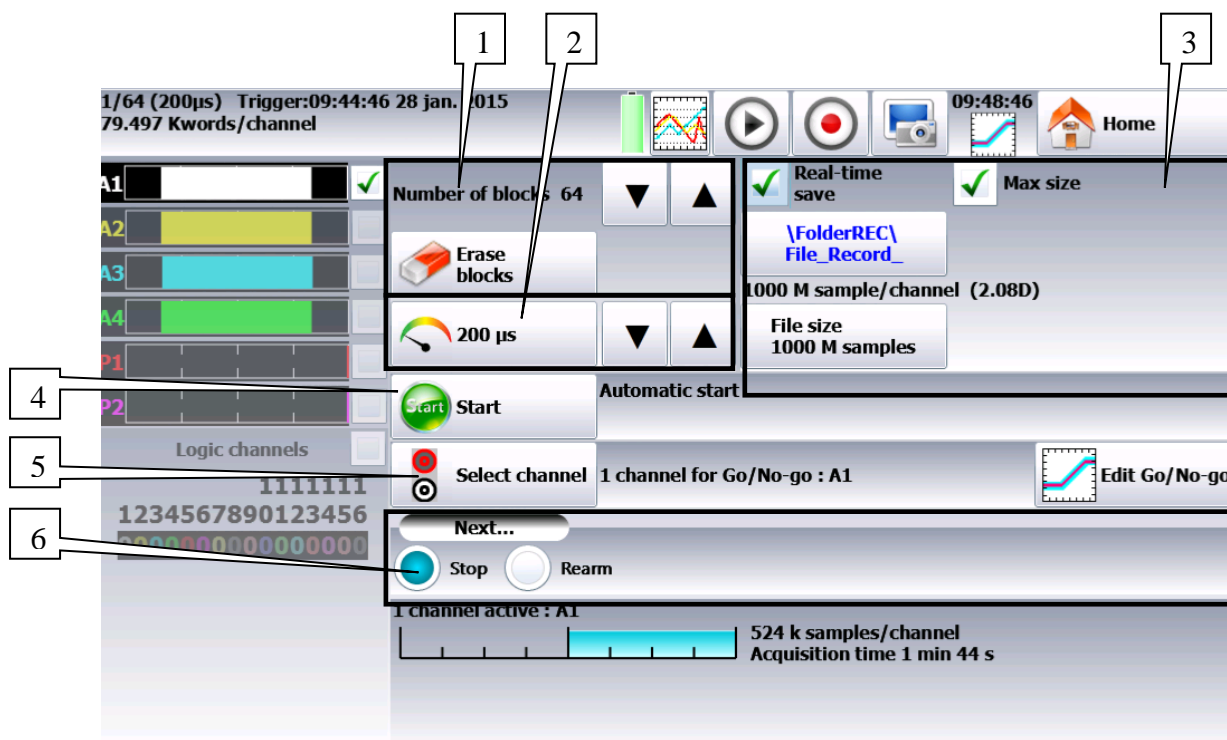 1 2 3
1/64 (200µs) Trigger:09:44:46 28 jan. 2015
79.497 Kwords/channel
09:48:46
Home
A1
A2
A3
A4
P1
P2
Logic channels
1111111
1234567890123456
0000000000000000
Number of blocks 64
Erase
blocks
200 µs
Real-time
save
Max size
\FolderREC\
File_Record_
1000 M sample/channel (2.08D)
File size
1000 M samples
4
Start Start
Automatic start
5
Select channel
1 channel for Go/No-go : A1
Edit Go/No-go
6
Next...
Stop
Rearm
1 channel active : A1
524 k samples/channel
Acquisition time 1 min 44 s